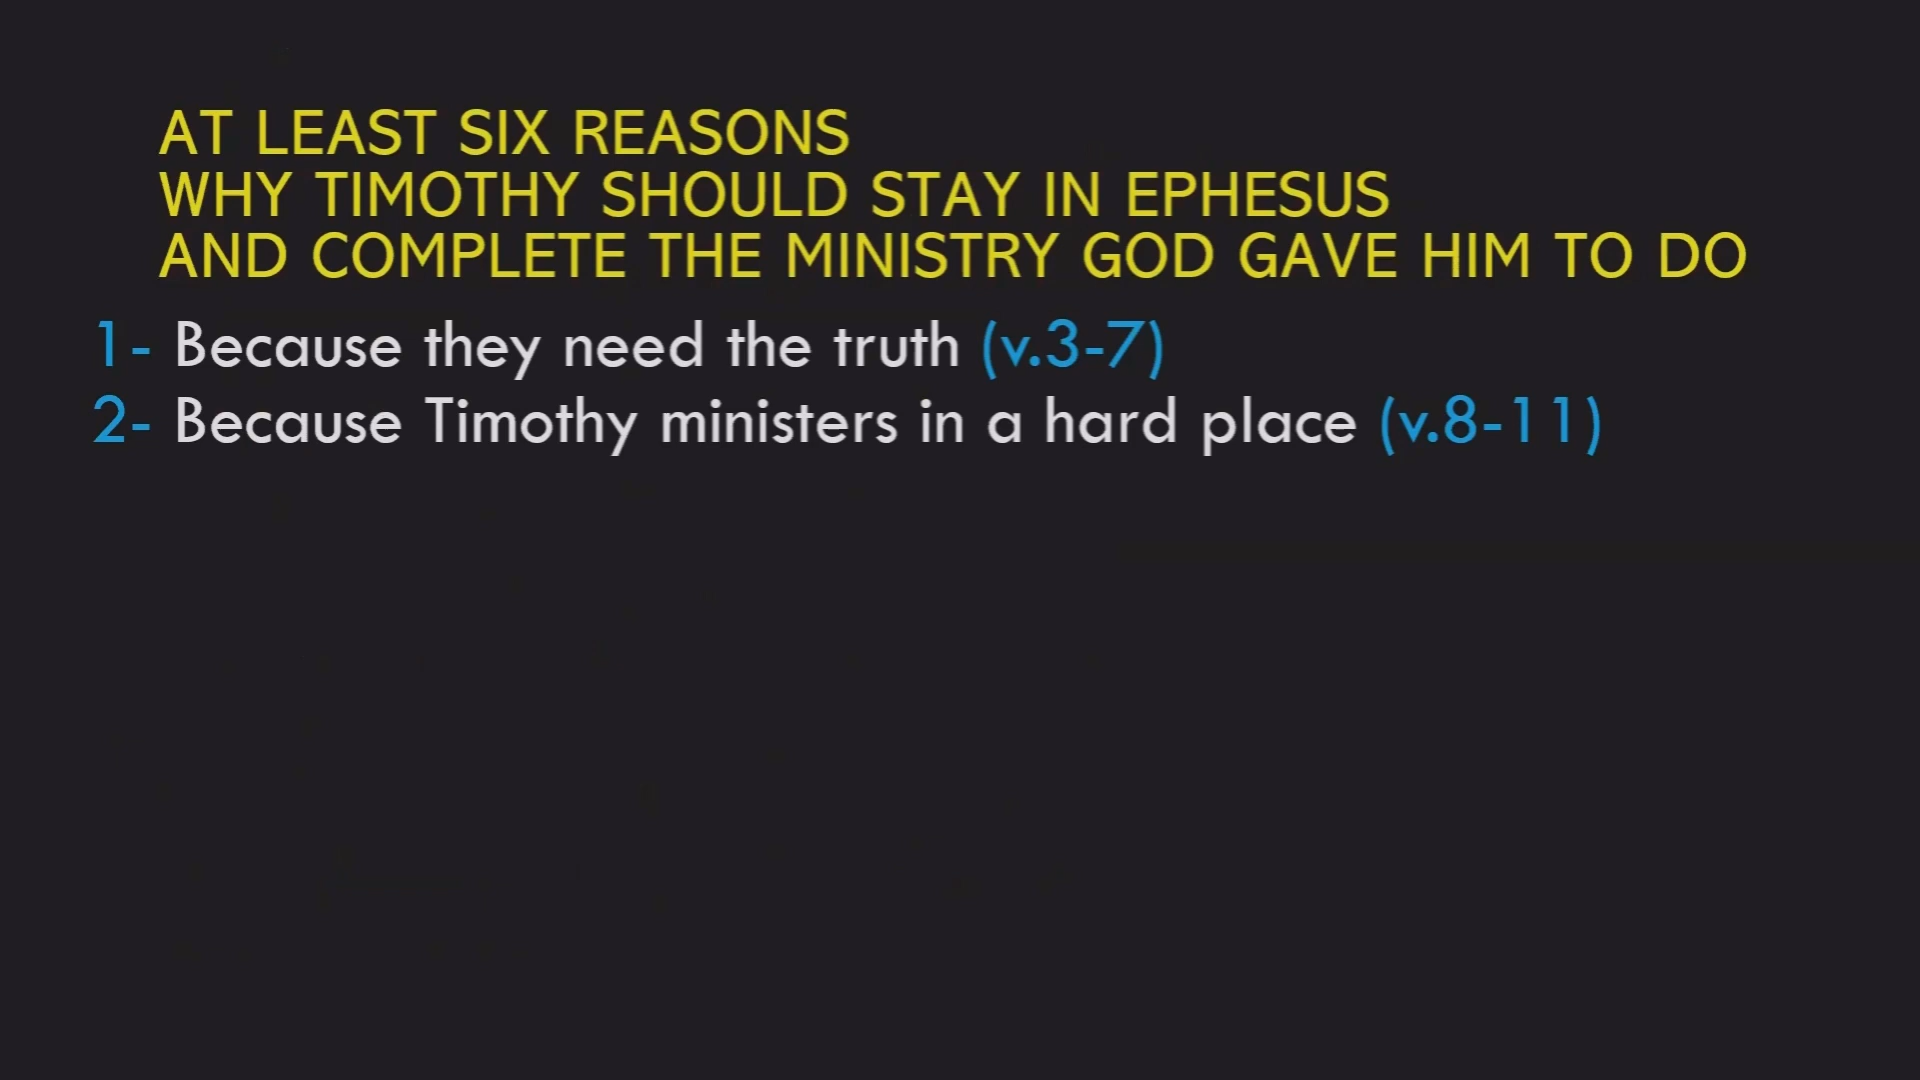 AT LEAST SIX REASONS
WHY TIMOTHY SHOULD STAY IN EPHESUS
AND COMPLETE THE MINISTRY GOD GAVE HIM TO DO
1- Because they need the truth (v.3-7)
2- Because Timothy ministers in a hard place (v.8-11)